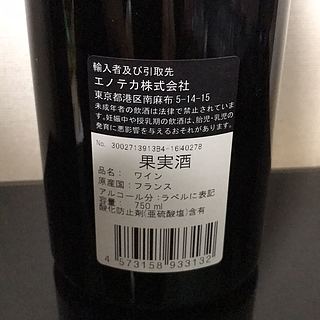 輸入者及び引取先
エノテカ株式会社
東京都港区南麻布 5-14-15
未成年者の飲酒は法律で禁止されています。
妊娠中や授乳期の飲酒は、胎児・乳児の
発育に悪影響を与えるおそれがあります。
No. 3002713913B4-16|40278
果実酒
品名： ワイン
原産国：フランス
アルコール分：ラベルに表記
容量： 750 ml
酸化防止剤(亜硫酸塩)含有
4 573158 933132